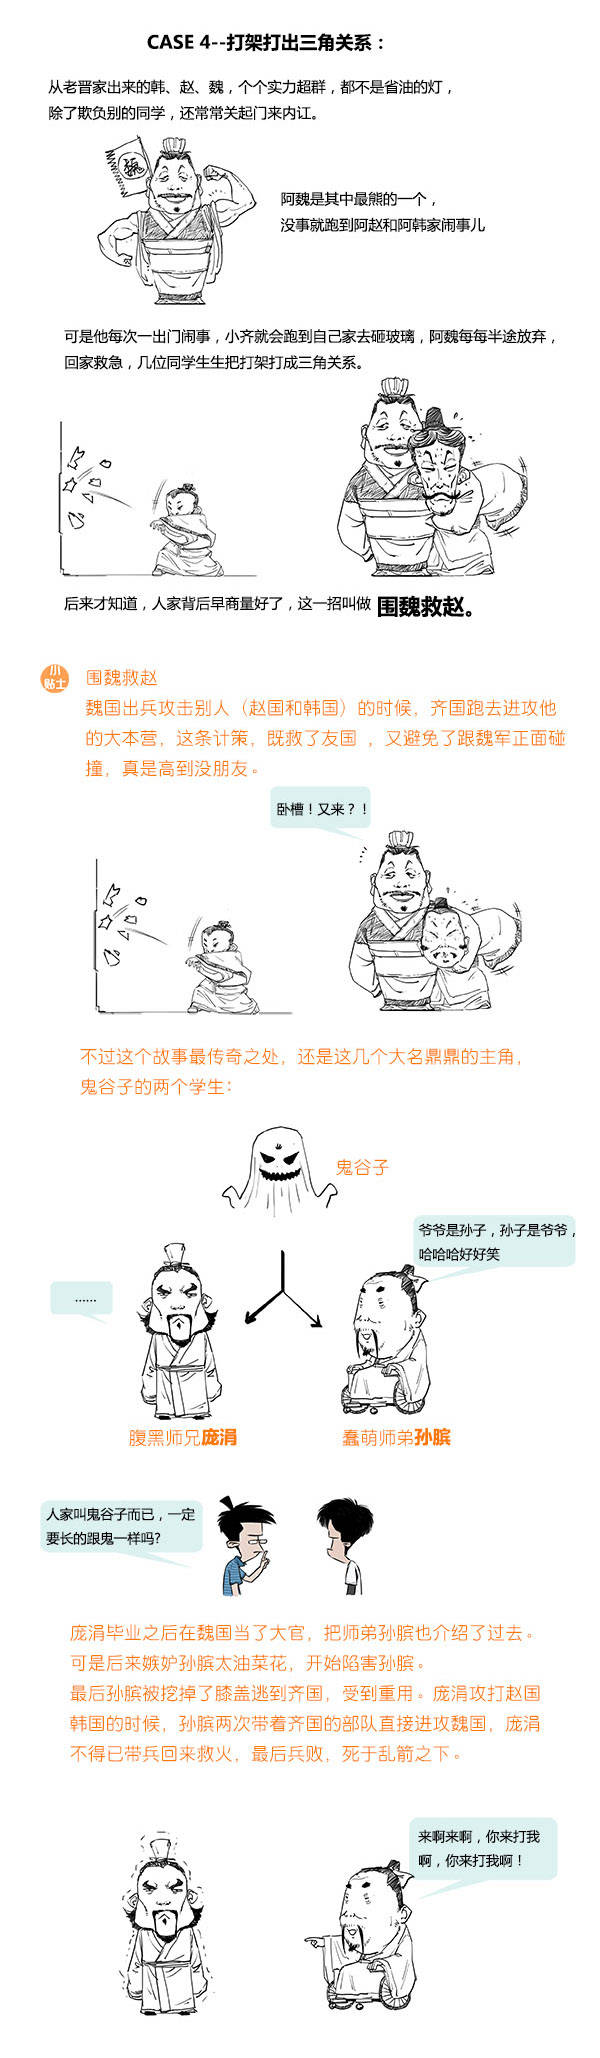 CASE 4--打架打出三角关系：
从老晋家出来的韩、赵、魏，个个实力超群，都不是省油的灯，
除了欺负别的同学，还常常关起门来内讧。
魏
阿魏是其中最熊的一个，
没事就跑到阿赵和阿韩家闹事儿
可是他每次一出门闹事，小齐就会跑到自己家去砸玻璃，阿魏每每半途放弃，
回家救急，几位同学生生把打架打成三角关系。
后来才知道，人家背后早商量好了，这一招叫做 围魏救赵。
小
贴士
围魏救赵
魏国出兵攻击别人（赵国和韩国）的时候，齐国跑去进攻他
的大本营，这条计策，既救了友国 ，又避免了跟魏军正面碰
撞，真是高到没朋友。
卧槽！又来？！
不过这个故事最传奇之处，还是这几个大名鼎鼎的主角，
鬼谷子的两个学生：
鬼谷子
爷爷是孙子，孙子是爷爷，
哈哈哈好好笑
......
腹黑师兄庞涓
蠢萌师弟孙膑
人家叫鬼谷子而已，一定
要长的跟鬼一样吗？
庞涓毕业之后在魏国当了大官，把师弟孙膑也介绍了过去。
可是后来嫉妒孙膑太油菜花，开始陷害孙膑。
最后孙膑被挖掉了膝盖逃到齐国，受到重用。庞涓攻打赵国
韩国的时候，孙膑两次带着齐国的部队直接进攻魏国，庞涓
不得已带兵回来救火，最后兵败，死于乱箭之下。
来啊来啊，你来打我
啊，你来打我啊！